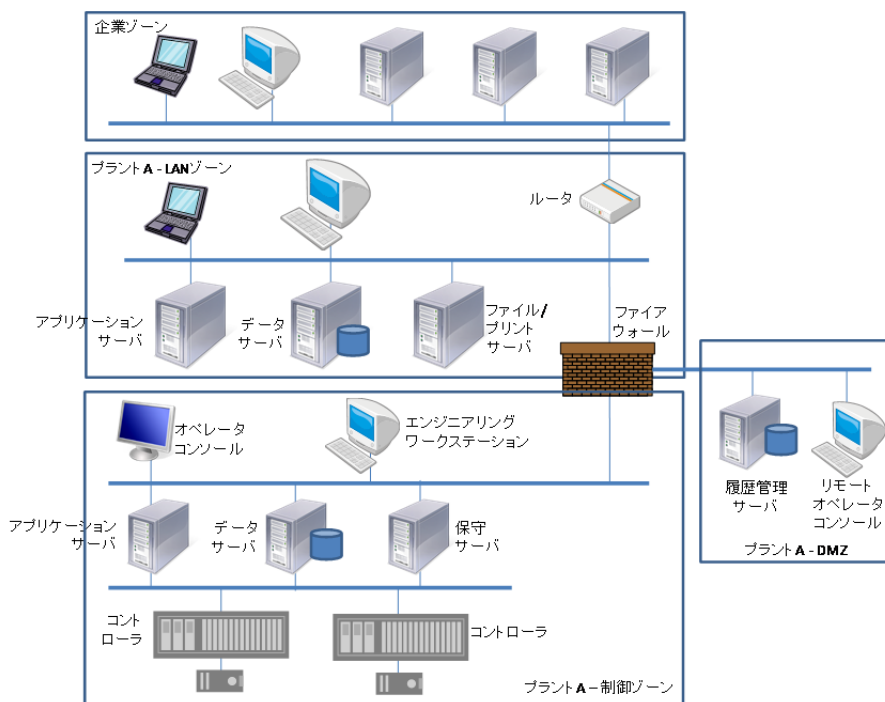 企業ゾーン
プラントA - LANゾーン
ルータ
アプリケーション
サーバ
データ
サーバ
ファイル/
プリント
サーバ
ファイア
ウォール
オペレータ
コンソール
エンジニアリング
ワークステーション
アプリケーション
サーバ
データ
サーバ
保守
サーバ
コント
ローラ
コントローラ
プラントA – 制御ゾーン
履歴管理
サーバ
リモート
オペレータ
コンソール
プラントA - DMZ